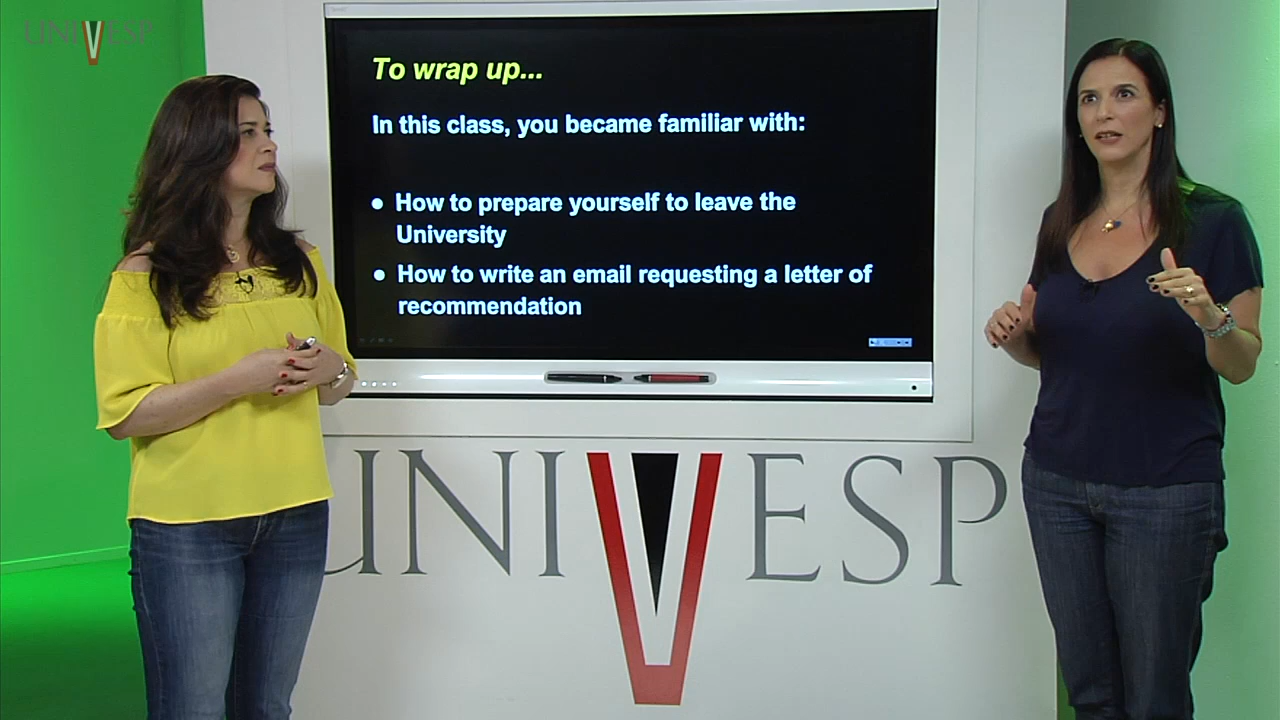 UNIVESP
To wrap up...
In this class, you became familiar with:
● How to prepare yourself to leave the
University
● How to write an email requesting a letter of
recommendation
UNIVESP